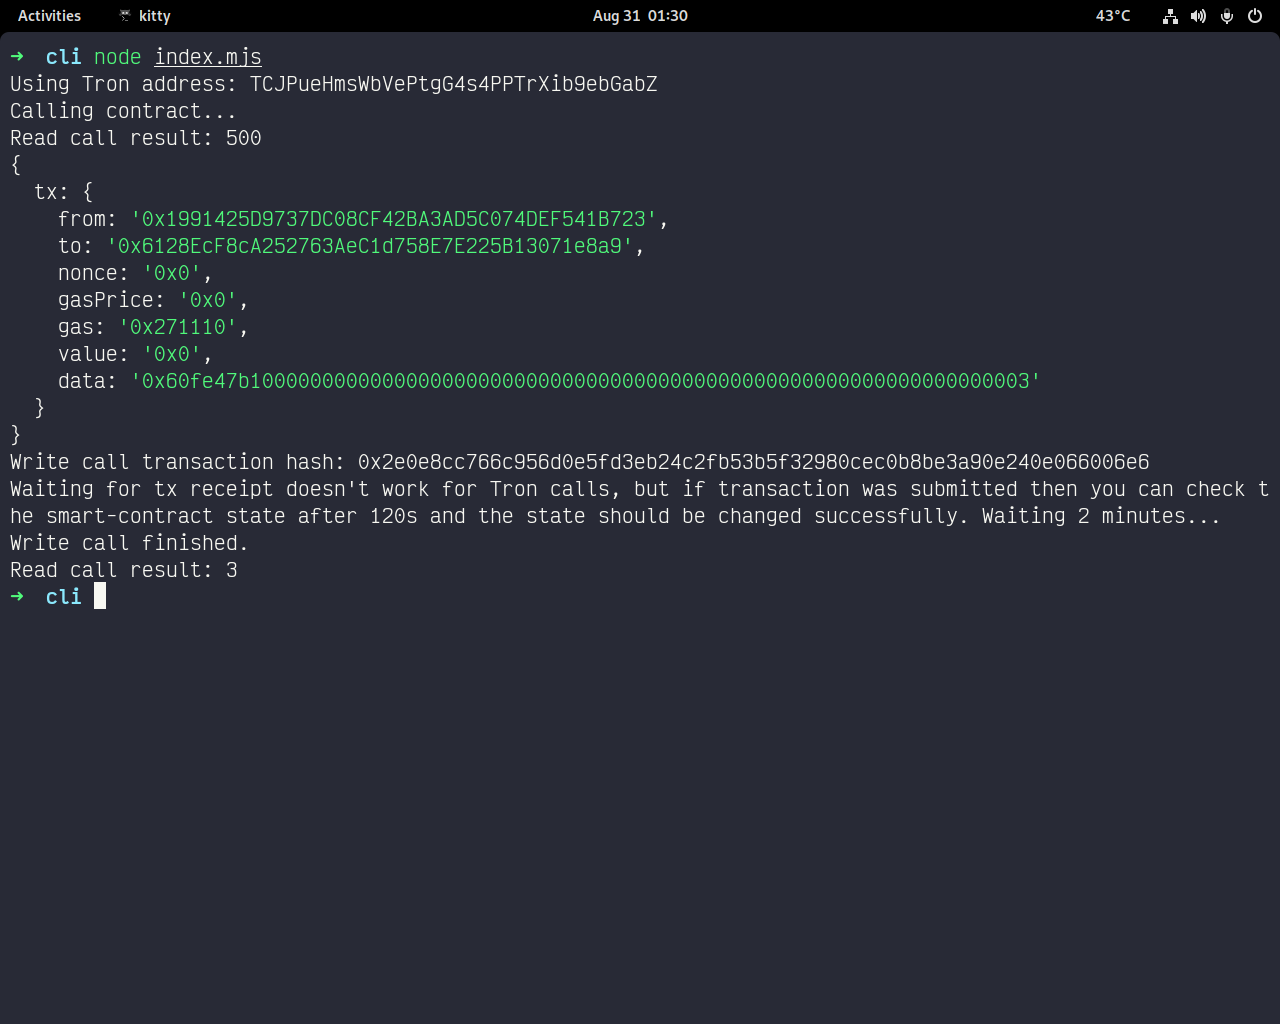 Activities kitty Aug 31 01:30 43°C
➜ cli node index.mjs
Using Tron address: TCJPueHmsWbVePtgG4s4PPTrXib9ebGabZ
Calling contract...
Read call result: 500
{
  tx: {
    from: '0x1991425D9737DC08CF42BA3AD5C074DEF541B723',
    to: '0x6128EcF8cA252763AeC1d758E7E225B13071e8a9',
    nonce: '0x0',
    gasPrice: '0x0',
    gas: '0x271110',
    value: '0x0',
    data: '0x60fe47b10000000000000000000000000000000000000000000000000000000000000003'
  }
}
Write call transaction hash: 0x2e0e8cc766c956d0e5fd3eb24c2fb53b5f32980cec0b8be3a90e240e066006e6
Waiting for tx receipt doesn't work for Tron calls, but if transaction was submitted then you can check t
he smart-contract state after 120s and the state should be changed successfully. Waiting 2 minutes...
Write call finished.
Read call result: 3
➜ cli